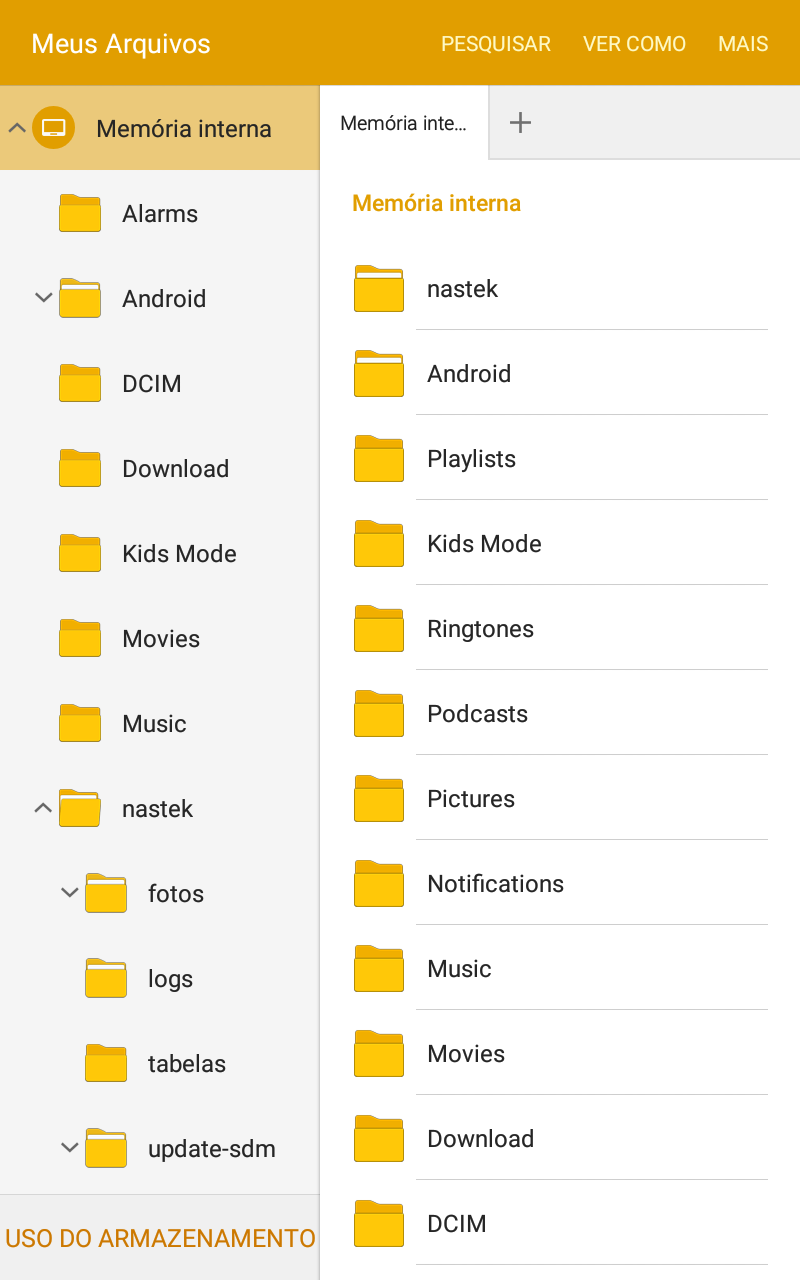 Meus Arquivos
PESQUISAR
VER COMO
MAIS
Memória interna
Alarms
Android
DCIM
Download
Kids Mode
Movies
Music
nastek
fotos
logs
tabelas
update-sdm
USO DO ARMAZENAMENTO
Memória inte...
Memória interna
nastek
Android
Playlists
Kids Mode
Ringtones
Podcasts
Pictures
Notifications
Music
Movies
Download
DCIM